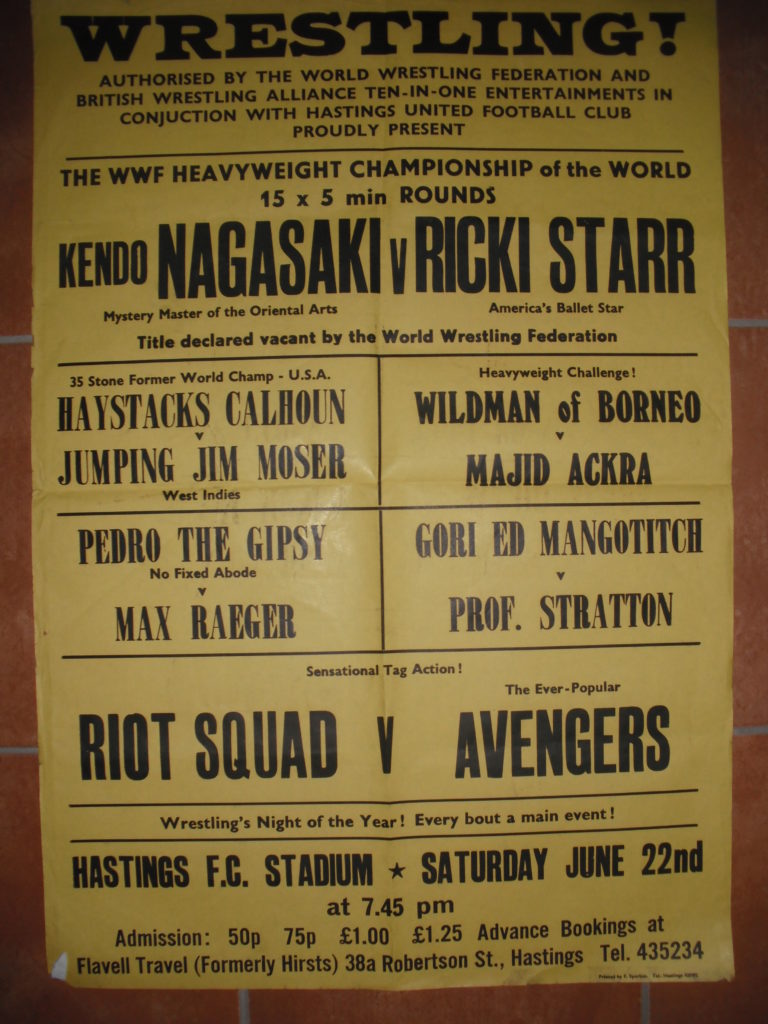 WRESTLING!
AUTHORISED BY THE WORLD WRESTLING FEDERATION AND
BRITISH WRESTLING ALLIANCE TEN-IN-ONE ENTERTAINMENTS IN
CONJUCTION WITH HASTINGS UNITED FOOTBALL CLUB
PROUDLY PRESENT
THE WWF HEAVYWEIGHT CHAMPIONSHIP of the WORLD
15 x 5 min ROUNDS
KENDO NAGASAKI V RICKI STARR
Mystery Master of the Oriental Arts
America's Ballet Star
Title declared vacant by the World Wrestling Federation
35 Stone Former World Champ - U.S.A.
HAYSTACKS CALHOUN
v
JUMPING JIM MOSER
West Indies
Heavyweight Challenge!
WILDMAN of BORNEO
v
MAJID ACKRA
PEDRO THE GIPSY
No Fixed Abode
v
MAX RAEGER
GORI ED MANGOTITCH
v
PROF. STRATTON
Sensational Tag Action!
The Ever-Popular
RIOT SQUAD V AVENGERS
Wrestling's Night of the Year! Every bout a main event!
HASTINGS F.C. STADIUM ★ SATURDAY JUNE 22nd
at 7.45 pm
Admission: 50p 75p £1.00 £1.25 Advance Bookings at
Flavell Travel (Formerly Hirsts) 38a Robertson St., Hastings Tel. 435234
Printed by